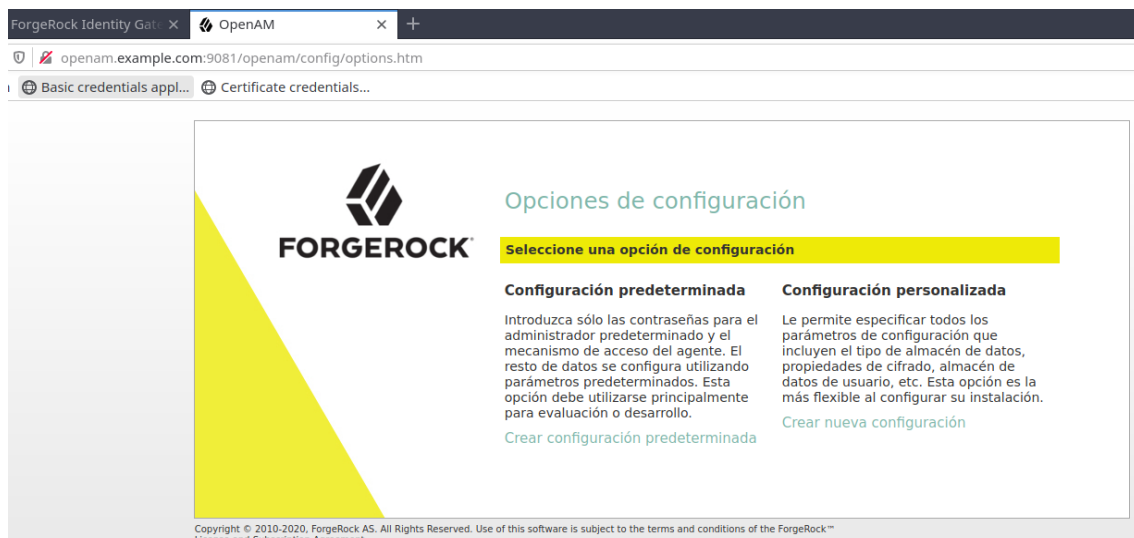 ForgeRock Identity Gate
OpenAM
openam.example.com:9081/openam/config/options.htm
Basic credentials appl...
Certificate credentials...
FORGEROCK
Opciones de configuración
Seleccione una opción de configuración
Configuración predeterminada
Introduzca sólo las contraseñas para el
administrador predeterminado y el
mecanismo de acceso del agente. El
resto de datos se configura utilizando
parámetros predeterminados. Esta
opción debe utilizarse principalmente
para evaluación o desarrollo.
Crear configuración predeterminada
Configuración personalizada
Le permite especificar todos los
parámetros de configuración que
incluyen el tipo de almacén de datos,
propiedades de cifrado, almacén de
datos de usuario, etc. Esta opción es la
más flexible al configurar su instalación.
Crear nueva configuración
Copyright © 2010-2020, ForgeRock AS. All Rights Reserved. Use of this software is subject to the terms and conditions of the ForgeRock™